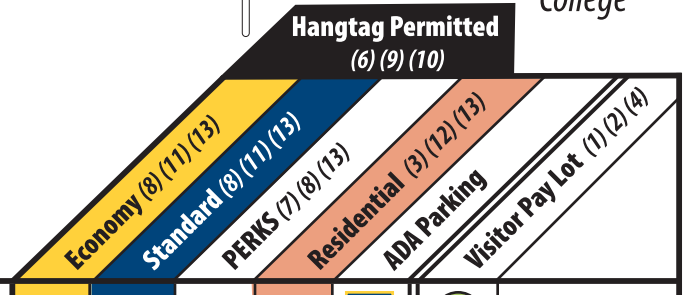 College
Hangtag Permitted
(6) (9) (10)
Economy (8) (11) (13)
Standard (8) (11) (13)
PERKS (7) (8) (13)
Residential (3) (12) (13)
ADA Parking
Visitor Pay Lot (1) (2) (4)